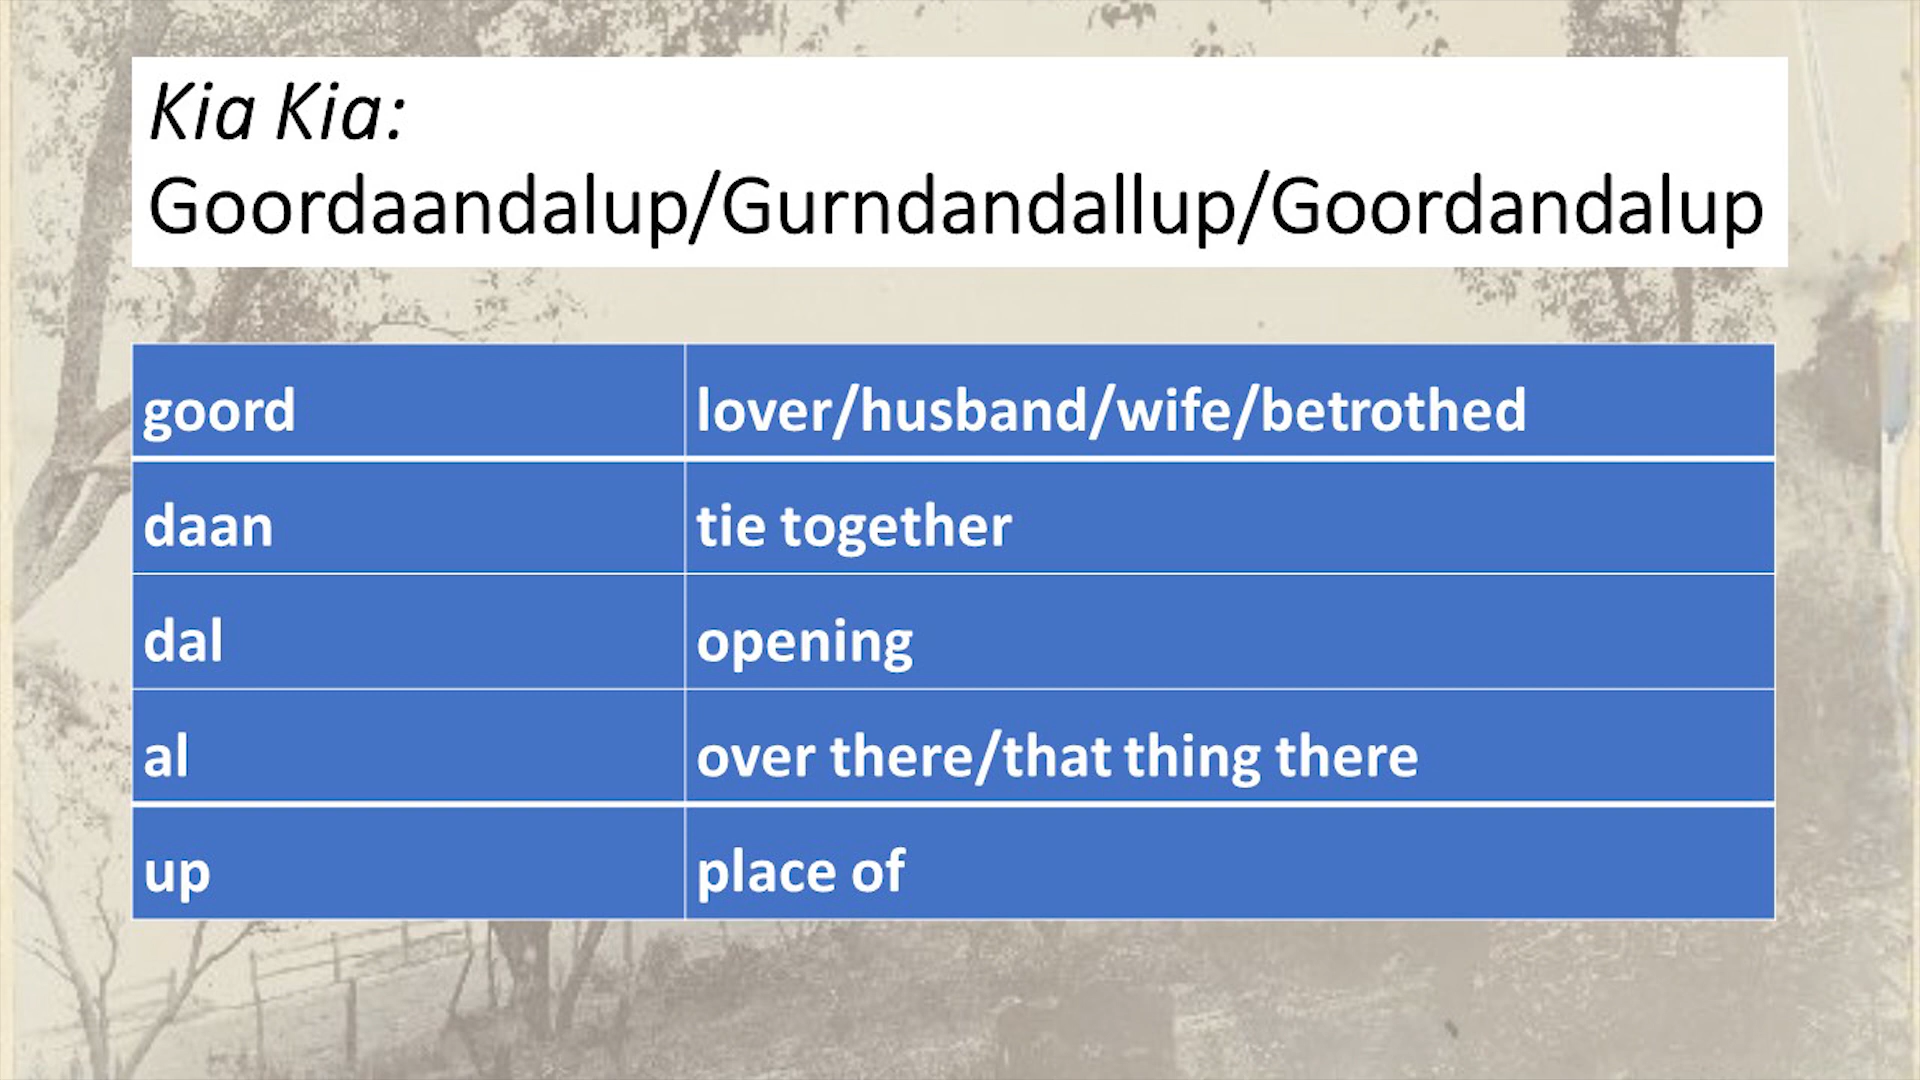 Kia Kia:
Goordaandalup/Gurndandallup/Goordandalup
goord lover/husband/wife/betrothed
daan tie together
dal opening
al over there/that thing there
up place of